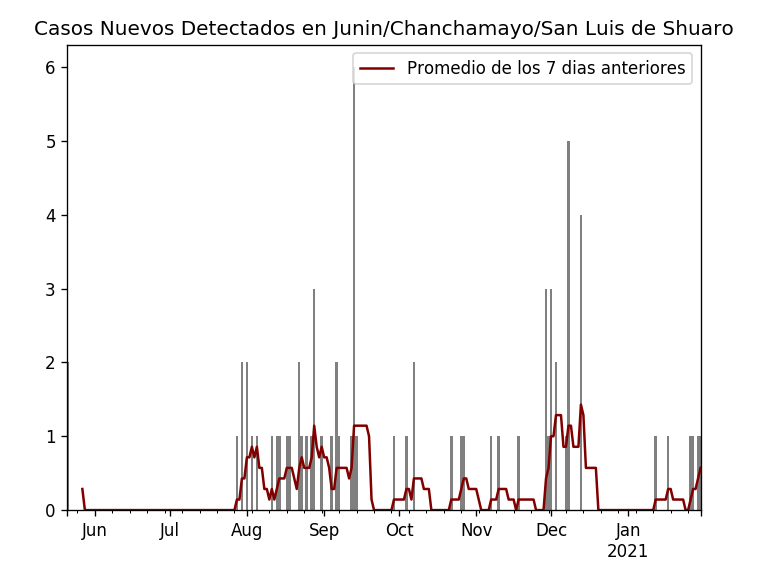 Casos Nuevos Detectados en Junin/Chanchamayo/San Luis de Shuaro
Promedio de los 7 dias anteriores
6
5
4
3
2
1
0
Jun Jul Aug Sep Oct Nov Dec Jan
2021